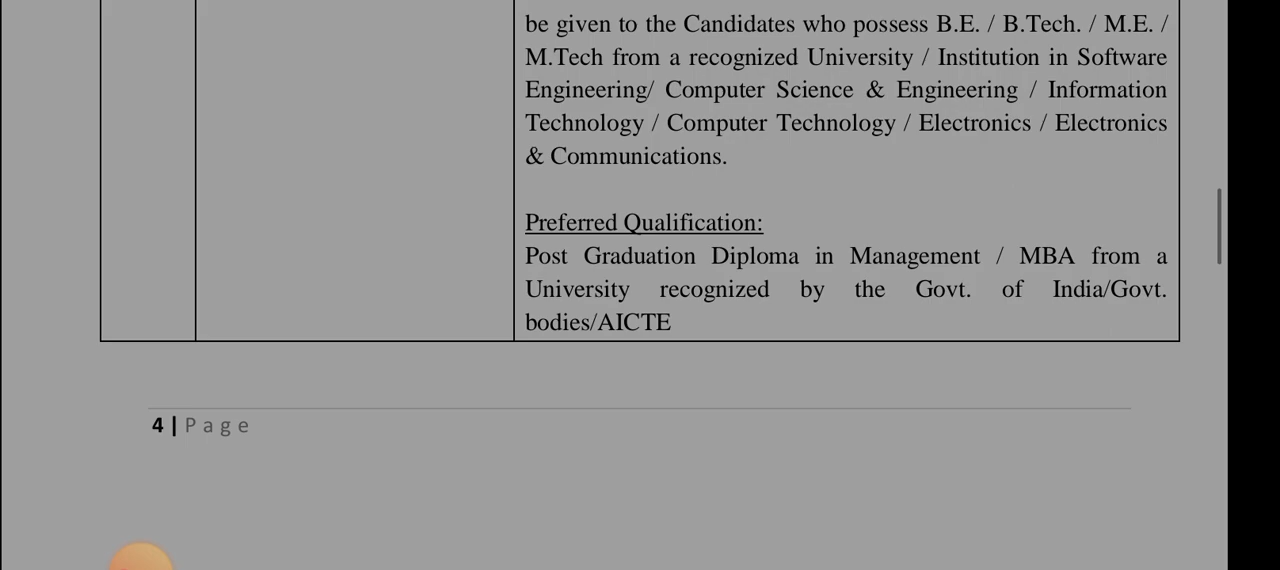 be given to the Candidates who possess B.E. / B.Tech. / M.E. /
M.Tech from a recognized University / Institution in Software
Engineering/ Computer Science & Engineering / Information
Technology / Computer Technology / Electronics / Electronics
& Communications.
Preferred Qualification:
Post Graduation Diploma in Management / MBA from a
University recognized by the Govt. of India/Govt.
bodies/AICTE
4 | Page